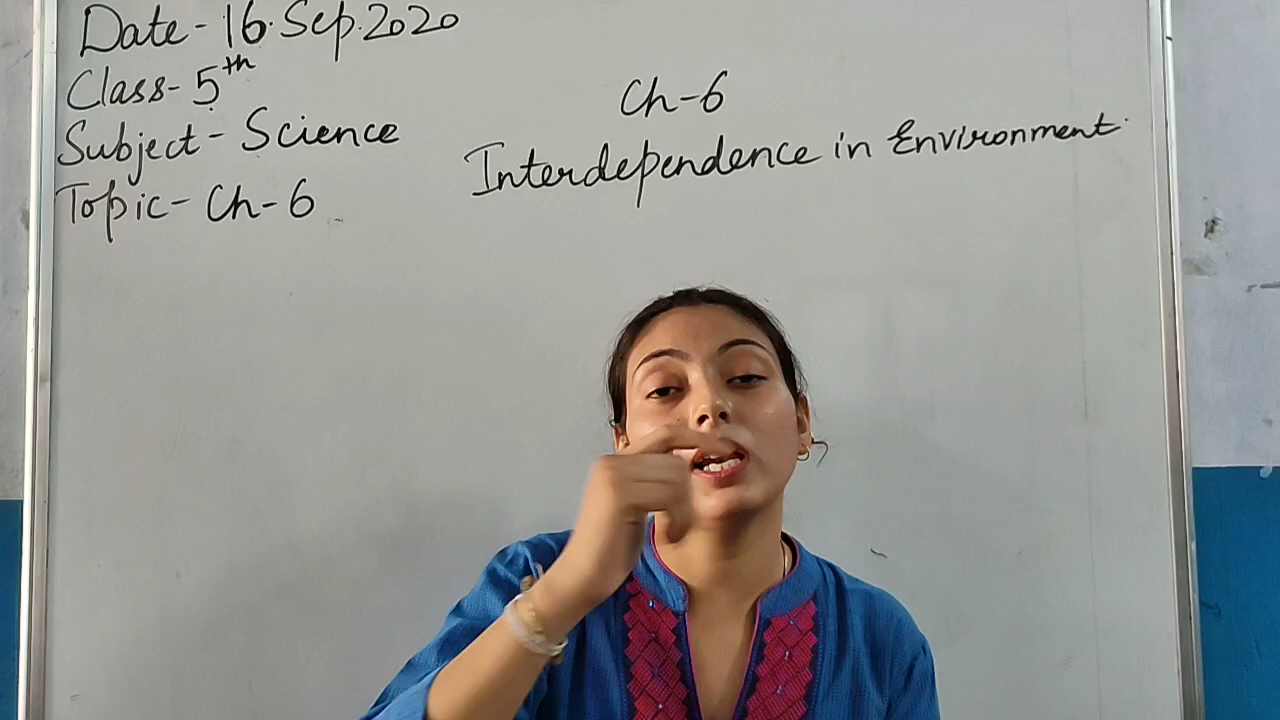 Date - 16. Sep. 2020
Class - 5th
Subject - Science
Topic - Ch - 6
Ch - 6
Interdependence in Environment.